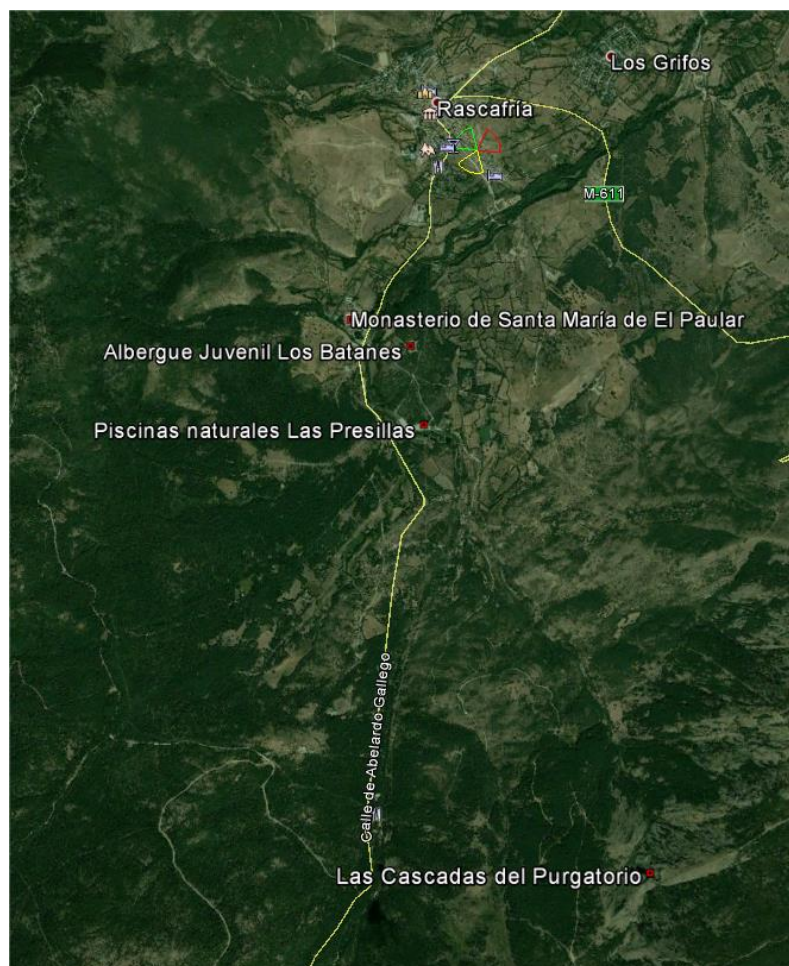 Los Grifos
Rascafría
M-611
Monasterio de Santa María de El Paular
Albergue Juvenil Los Batanes
Piscinas naturales Las Presillas
Calle-de-Abelardo-Gallego
Las Cascadas del Purgatorio